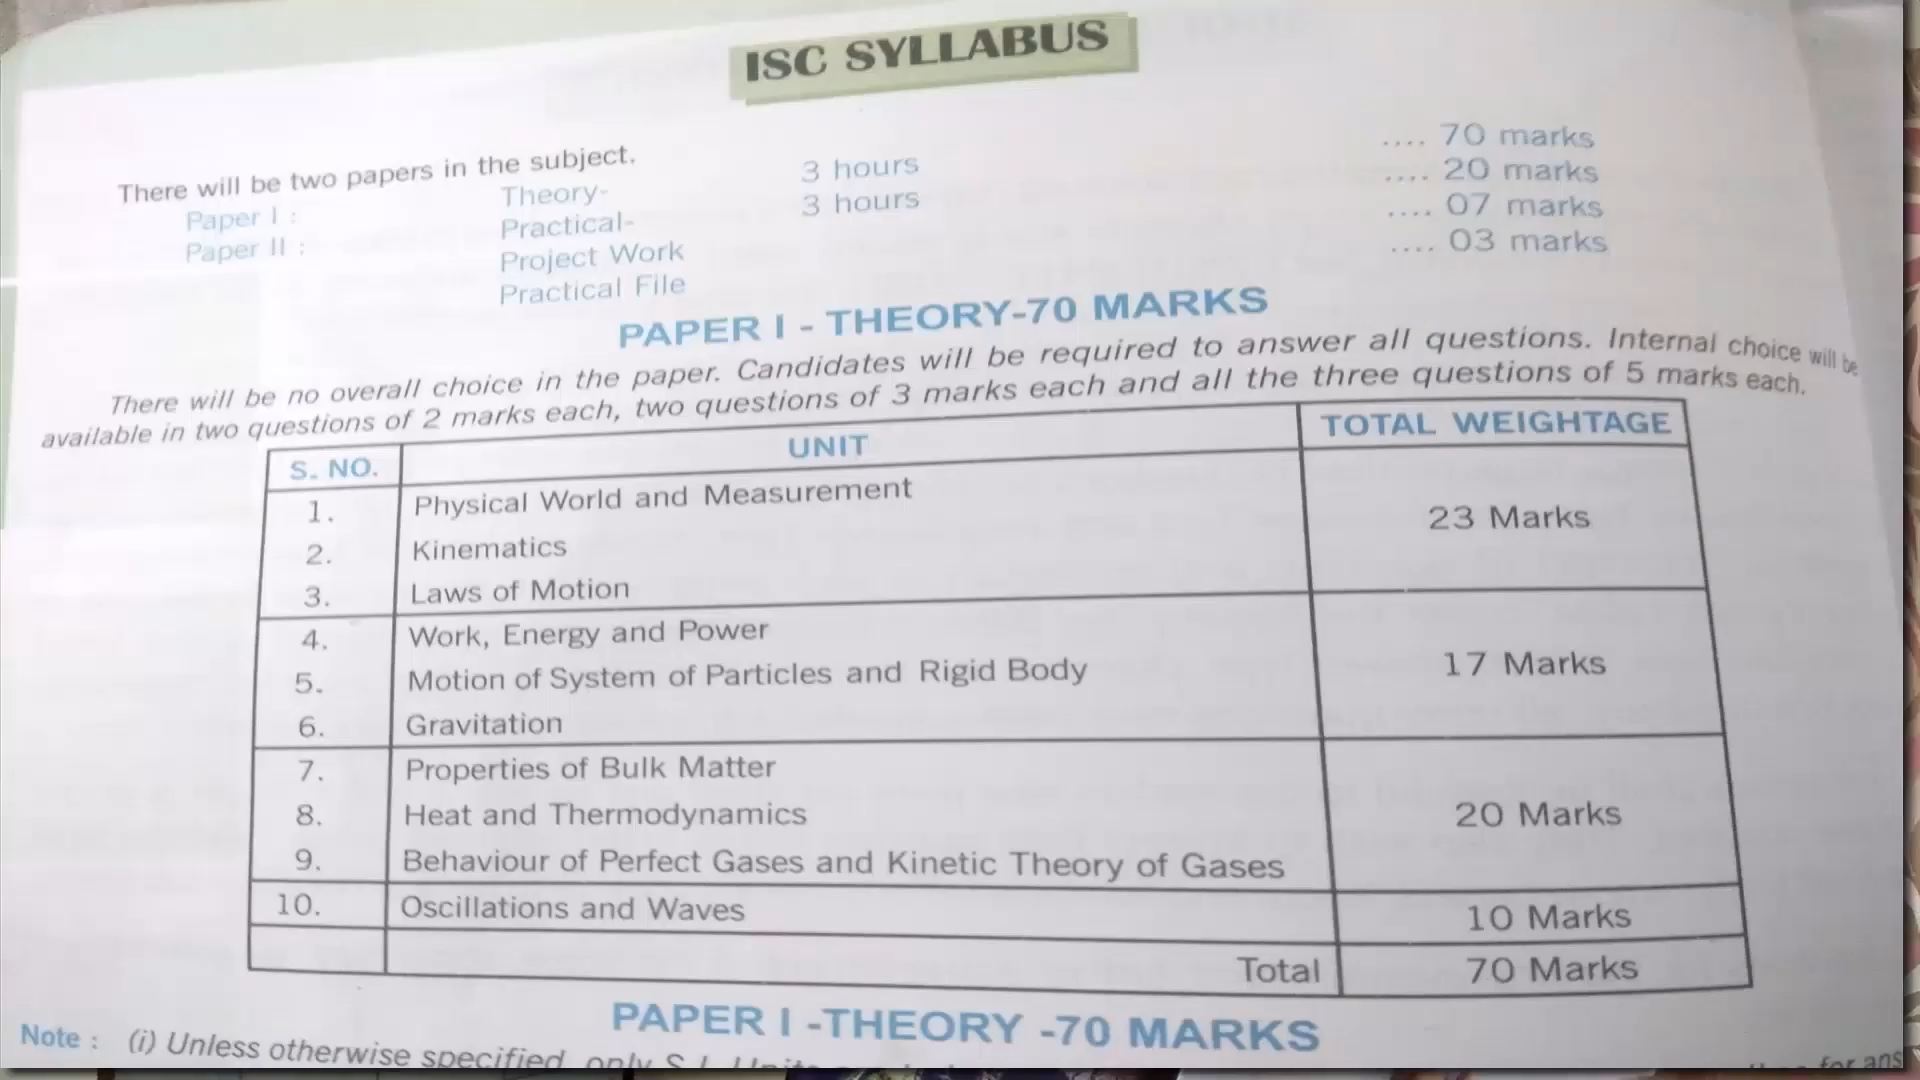 ISC SYLLABUS
There will be two papers in the subject.
Paper I : Theory- 3 hours .... 70 marks
Paper II : Practical- 3 hours .... 20 marks
Project Work .... 07 marks
Practical File .... 03 marks
PAPER I - THEORY-70 MARKS
There will be no overall choice in the paper. Candidates will be required to answer all questions. Internal choice will be
available in two questions of 2 marks each, two questions of 3 marks each and all the three questions of 5 marks each.
S. NO. UNIT TOTAL WEIGHTAGE
1. Physical World and Measurement
2. Kinematics 23 Marks
3. Laws of Motion
4. Work, Energy and Power
5. Motion of System of Particles and Rigid Body 17 Marks
6. Gravitation
7. Properties of Bulk Matter
8. Heat and Thermodynamics 20 Marks
9. Behaviour of Perfect Gases and Kinetic Theory of Gases
10. Oscillations and Waves 10 Marks
Total 70 Marks
PAPER I -THEORY -70 MARKS
Note : (i) Unless otherwise specified, only S.I. Units